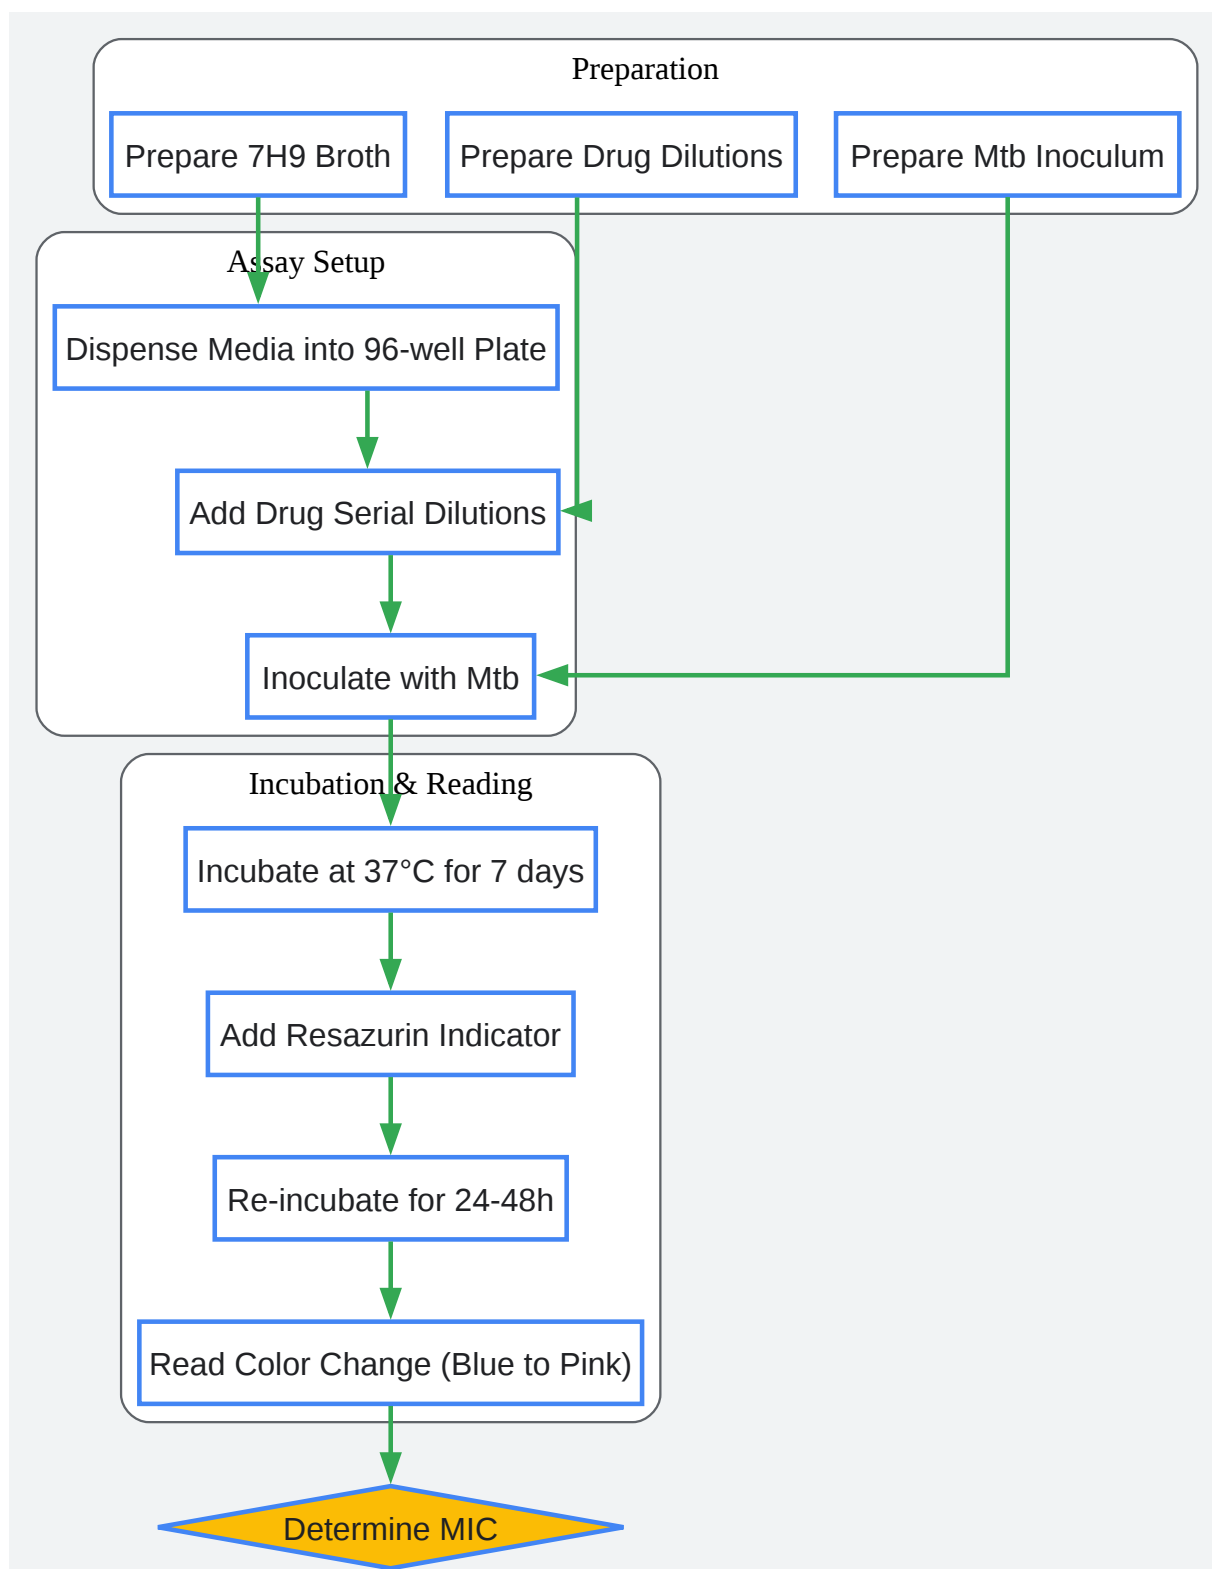 Preparation
Prepare 7H9 Broth
Prepare Drug Dilutions
Prepare Mtb Inoculum
Assay Setup
Dispense Media into 96-well Plate
Add Drug Serial Dilutions
Inoculate with Mtb
Incubation & Reading
Incubate at 37°C for 7 days
Add Resazurin Indicator
Re-incubate for 24-48h
Read Color Change (Blue to Pink)
Determine MIC